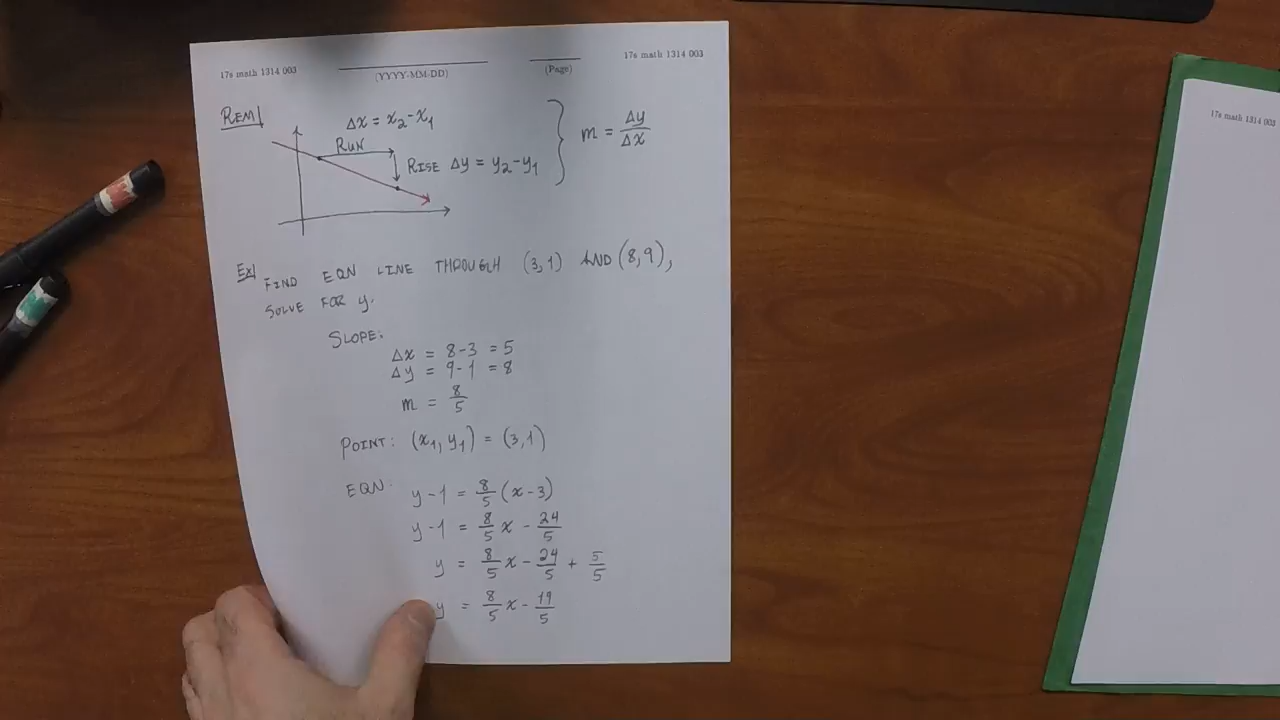 17s math 1314 003
(YYYY-MM-DD)
(Page)
17s math 1314 003
REM
Δx = x₂-x₁
RUN
RISE Δy = y₂-y₁
m = Δy/Δx
Ex FIND EQN LINE THROUGH (3,1) AND (8,9),
SOLVE FOR y.
SLOPE:
Δx = 8-3 = 5
Δy = 9-1 = 8
m = 8/5
POINT: (x₁, y₁) = (3,1)
EQN:
y-1 = 8/5 (x-3)
y-1 = 8/5 x - 24/5
y = 8/5 x - 24/5 + 5/5
y = 8/5 x - 19/5
17s math 1314 003